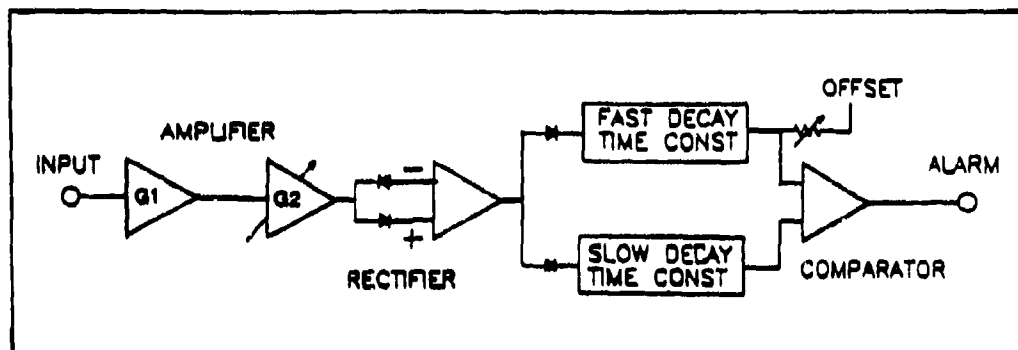 OFFSET
FAST DECAY
TIME CONST
AMPLIFIER
INPUT
ALARM
G1
G2
−
+
SLOW DECAY
TIME CONST
COMPARATOR
RECTIFIER